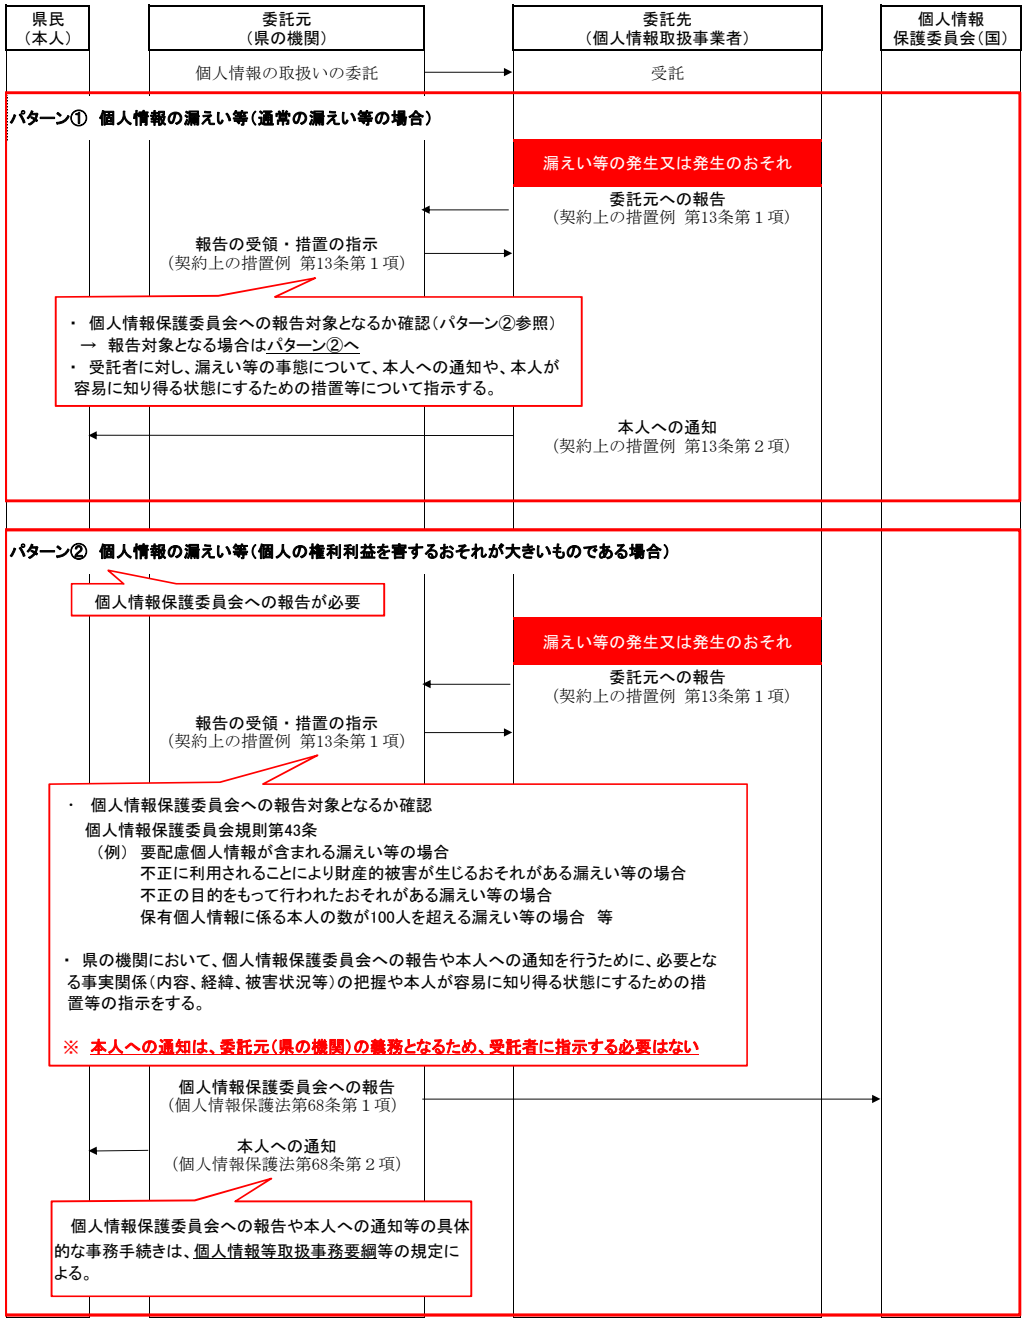 県民
（本人）
委託元
（県の機関）
委託先
（個人情報取扱事業者）
個人情報
保護委員会（国）
個人情報の取扱いの委託
受託
パターン①　個人情報の漏えい等（通常の漏えい等の場合）
漏えい等の発生又は発生のおそれ
委託元への報告
（契約上の措置例 第13条第１項）
報告の受領・措置の指示
（契約上の措置例 第13条第１項）
・ 個人情報保護委員会への報告対象となるか確認（パターン②参照）
→ 報告対象となる場合はパターン②へ
・ 受託者に対し、漏えい等の事態について、本人への通知や、本人が
容易に知り得る状態にするための措置等について指示する。
本人への通知
（契約上の措置例 第13条第２項）
パターン②　個人情報の漏えい等（個人の権利利益を害するおそれが大きいものである場合）
個人情報保護委員会への報告が必要
漏えい等の発生又は発生のおそれ
委託元への報告
（契約上の措置例 第13条第１項）
報告の受領・措置の指示
（契約上の措置例 第13条第１項）
・ 個人情報保護委員会への報告対象となるか確認
個人情報保護委員会規則第43条
（例） 要配慮個人情報が含まれる漏えい等の場合
不正に利用されることにより財産的被害が生じるおそれがある漏えい等の場合
不正の目的をもって行われたおそれがある漏えい等の場合
保有個人情報に係る本人の数が100人を超える漏えい等の場合　等
・ 県の機関において、個人情報保護委員会への報告や本人への通知を行うために、必要とな
る事実関係（内容、経緯、被害状況等）の把握や本人が容易に知り得る状態にするための措
置等の指示をする。
※ 本人への通知は、委託元（県の機関）の義務となるため、受託者に指示する必要はない
個人情報保護委員会への報告
（個人情報保護法第68条第１項）
本人への通知
（個人情報保護法第68条第２項）
個人情報保護委員会への報告や本人への通知等の具体
的な事務手続きは、個人情報等取扱事務要綱等の規定に
よる。